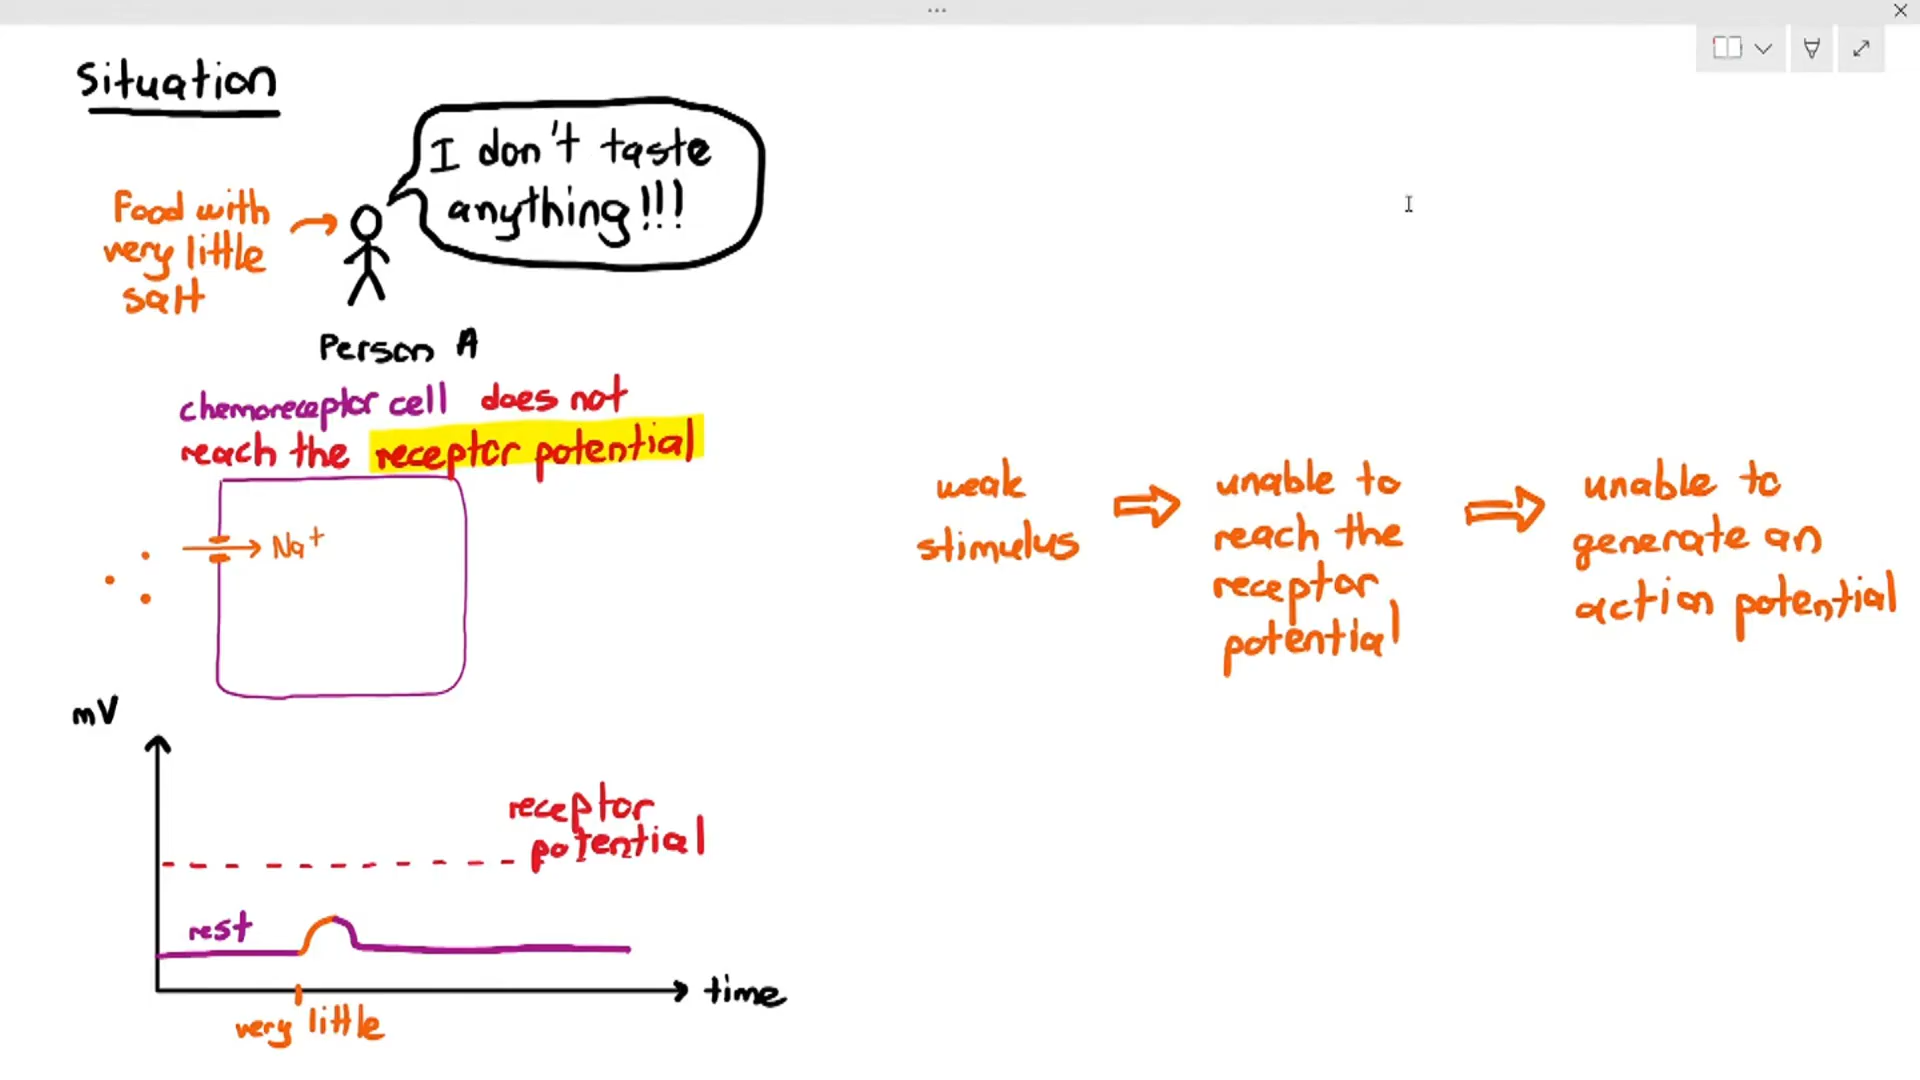 Situation
I don't taste
anything!!!
Food with
very little
salt
Person A
chemoreceptor cell does not
reach the receptor potential
Na+
mV
receptor
potential
rest
time
very little
weak
stimulus
unable to
reach the
receptor
potential
unable to
generate an
action potential